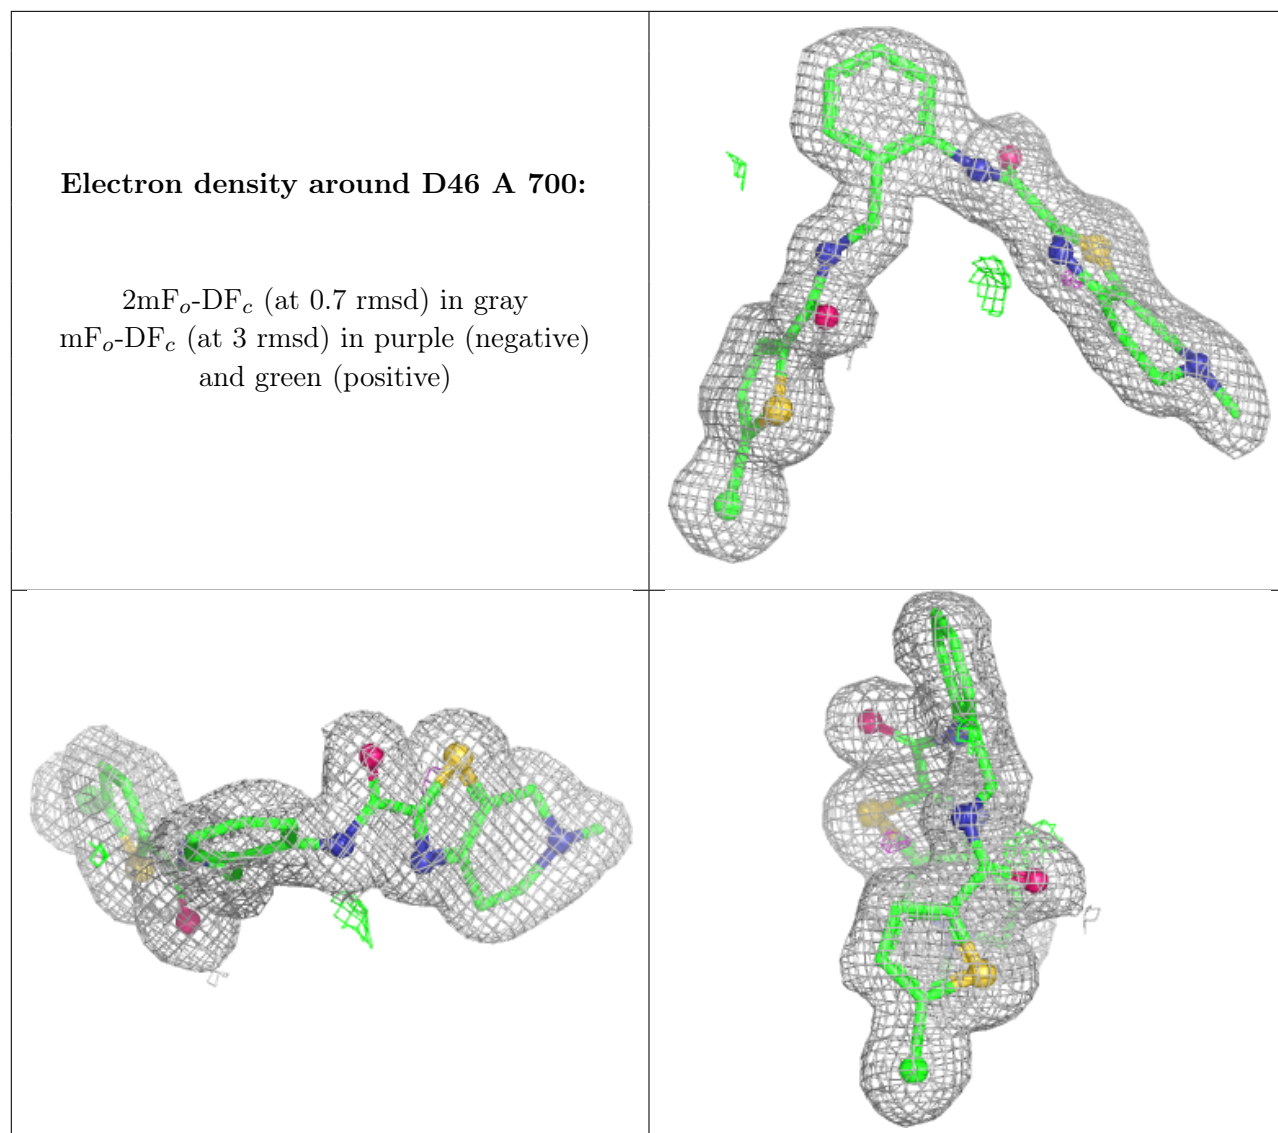 Electron density around D46 A 700:
2mFo-DFc (at 0.7 rmsd) in gray
mFo-DFc (at 3 rmsd) in purple (negative)
and green (positive)